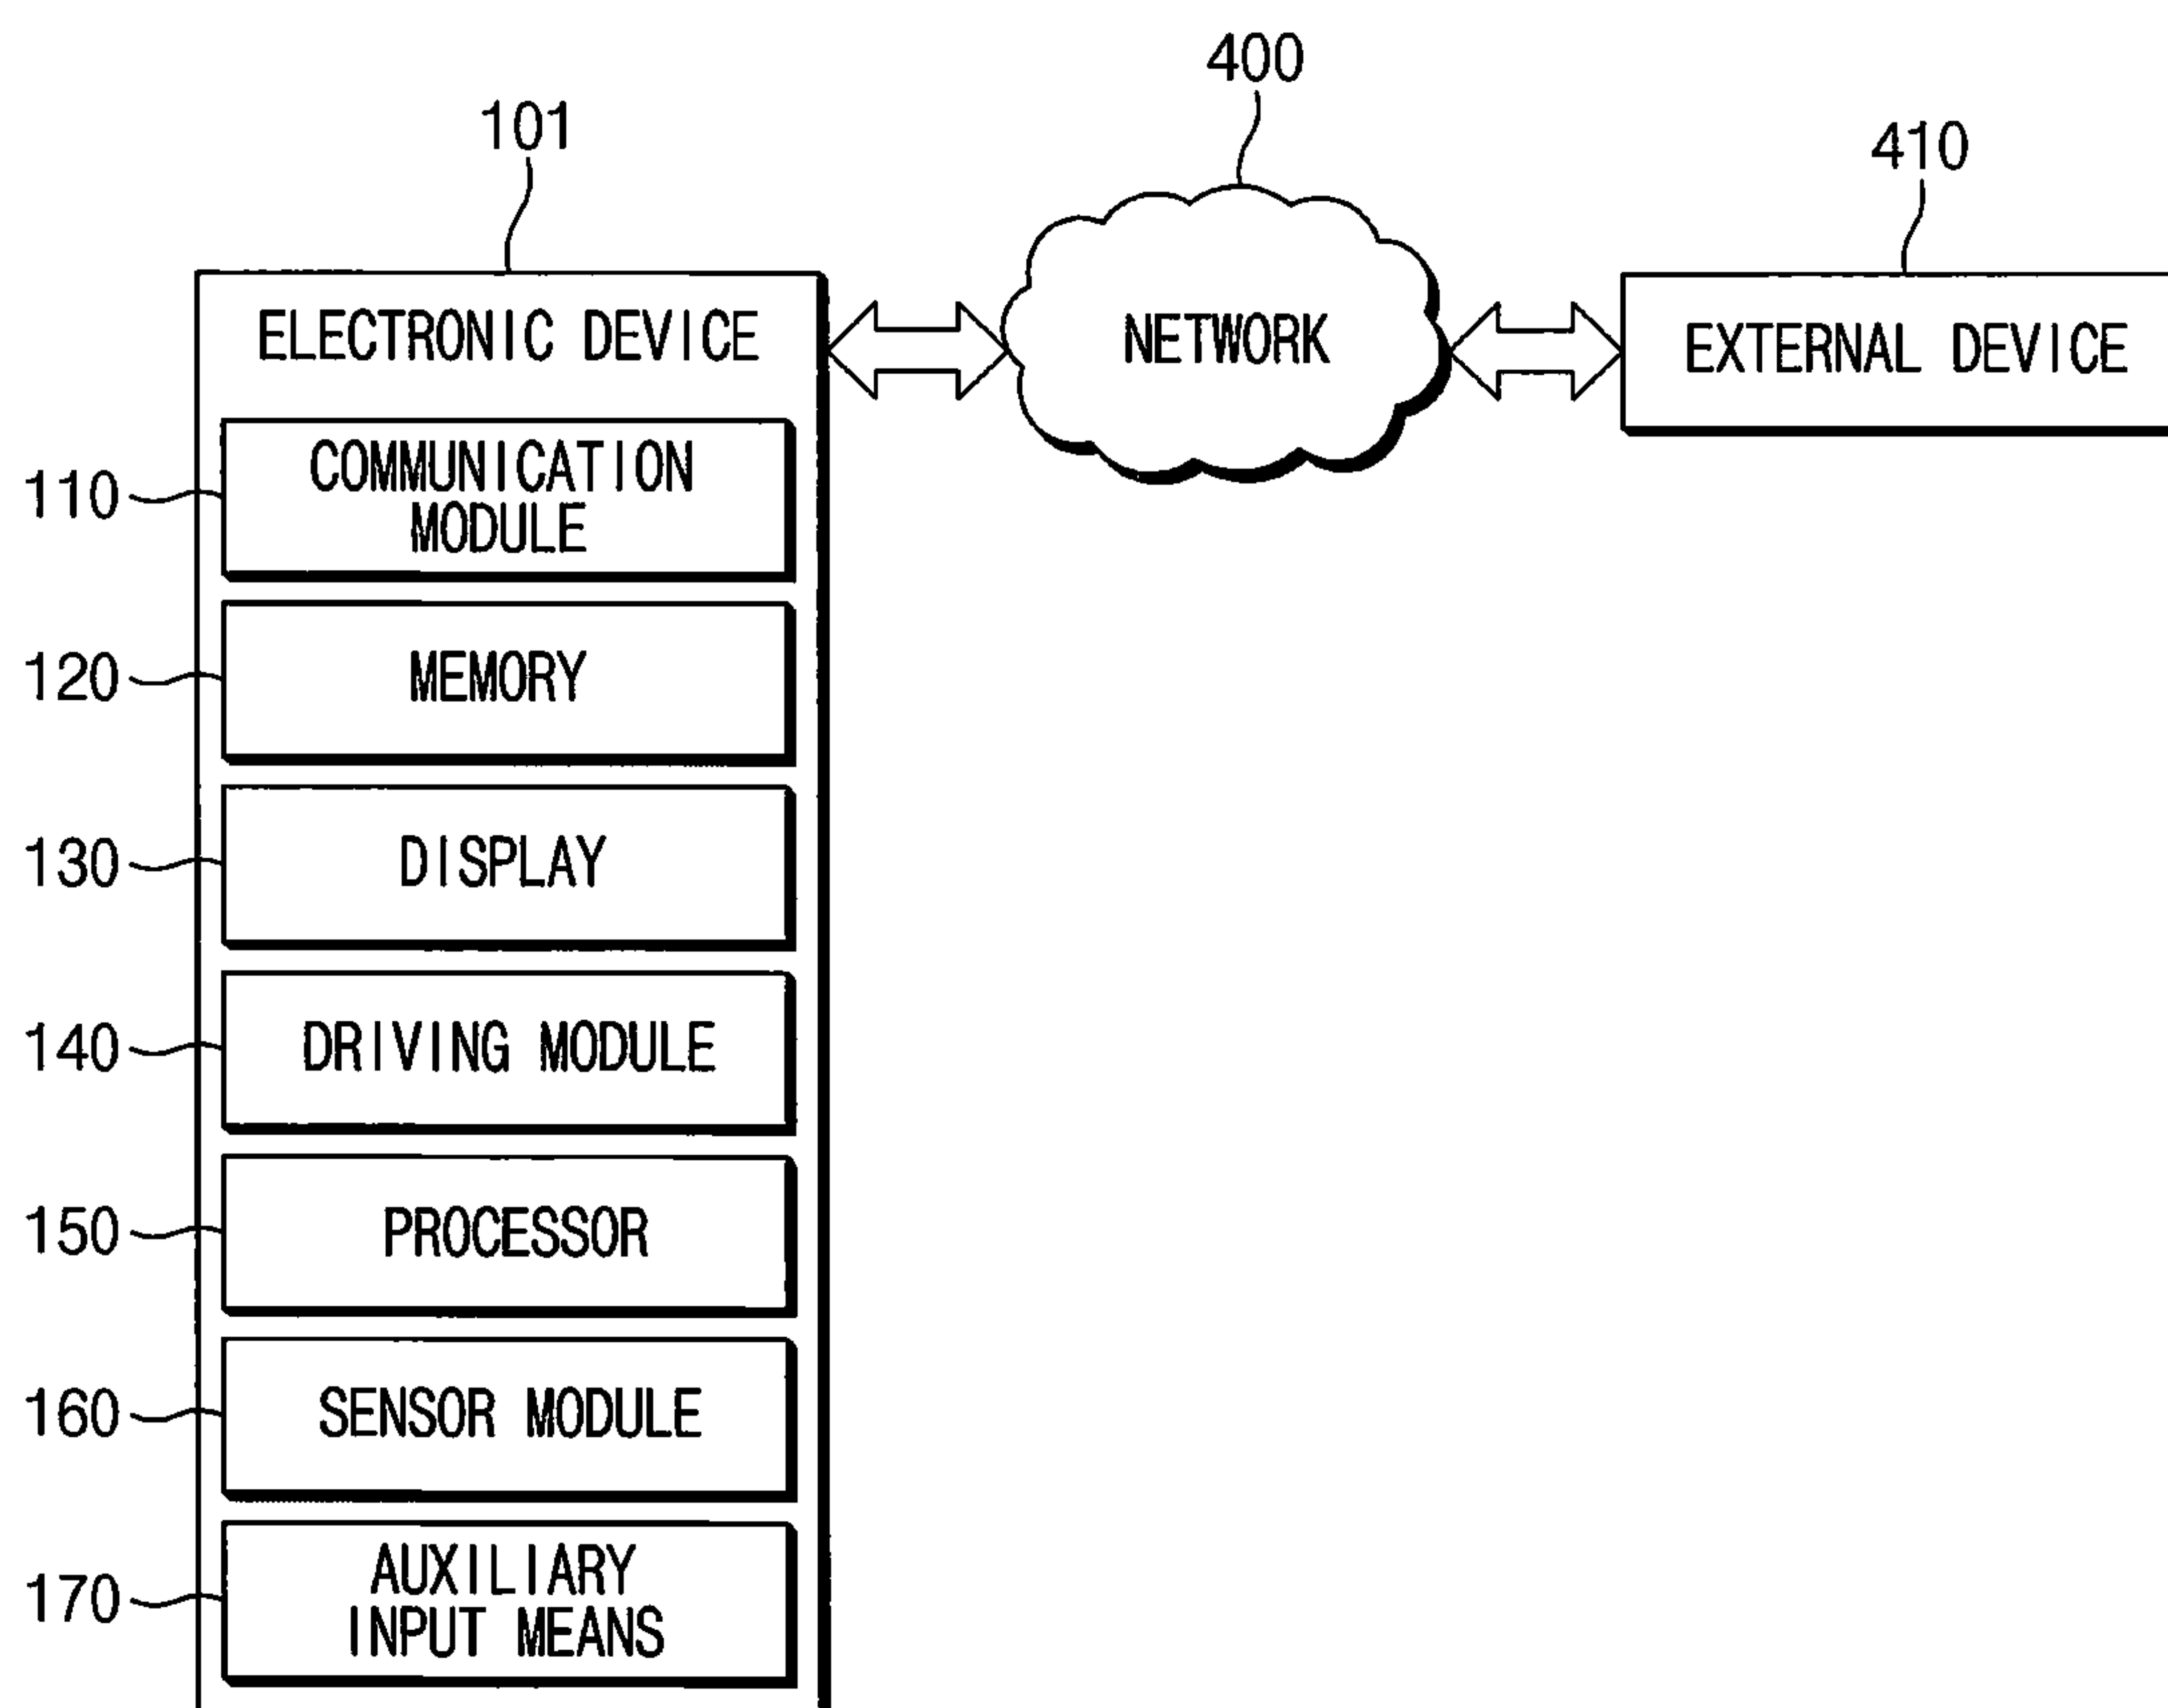 400
101
410
ELECTRONIC DEVICE
NETWORK
EXTERNAL DEVICE
110
COMMUNICATION
MODULE
120
MEMORY
130
DISPLAY
140
DRIVING MODULE
150
PROCESSOR
160
SENSOR MODULE
170
AUXILIARY
INPUT MEANS